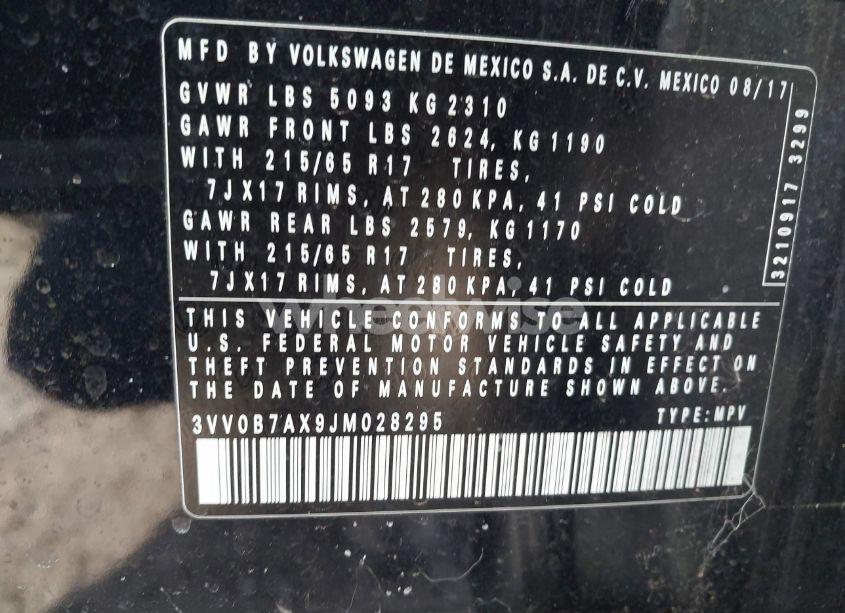 MFD BY VOLKSWAGEN DE MEXICO S.A. DE C.V. MEXICO 08/17
GVWR LBS 5093 KG 2310
GAWR FRONT LBS 2624, KG 1190
WITH 215/65 R17 TIRES,
7JX17 RIMS, AT 280 KPA, 41 PSI COLD
GAWR REAR LBS 2579, KG 1170
WITH 215/65 R17 TIRES,
7JX17 RIMS, AT 280 KPA, 41 PSI COLD
3210917 3299
wheelwise
THIS VEHICLE CONFORMS TO ALL APPLICABLE
U.S. FEDERAL MOTOR VEHICLE SAFETY AND
THEFT PREVENTION STANDARDS IN EFFECT ON
THE DATE OF MANUFACTURE SHOWN ABOVE.
3VV0B7AX9JM028295 TYPE:MPV